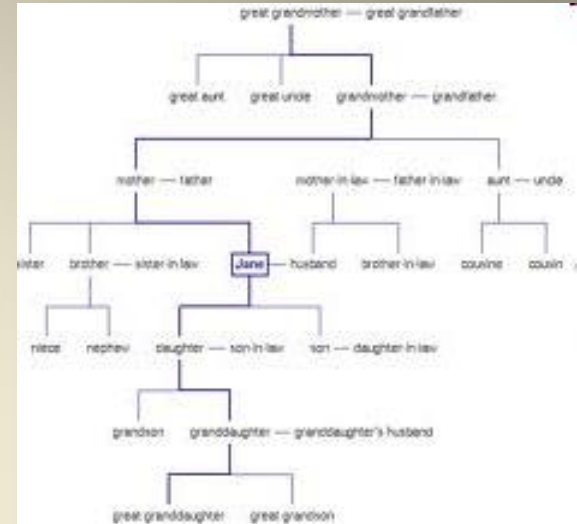 great grandmother — great grandfather
great aunt great uncle grandmother — grandfather
mother — father mother in law — father in law aunt — uncle
sister brother — sister in law Jane — husband brother-in-law cousine cousin
niece nephew daughter — son in law son — daughter in law
grandson granddaughter — granddaughter's husband
great granddaughter great grandson